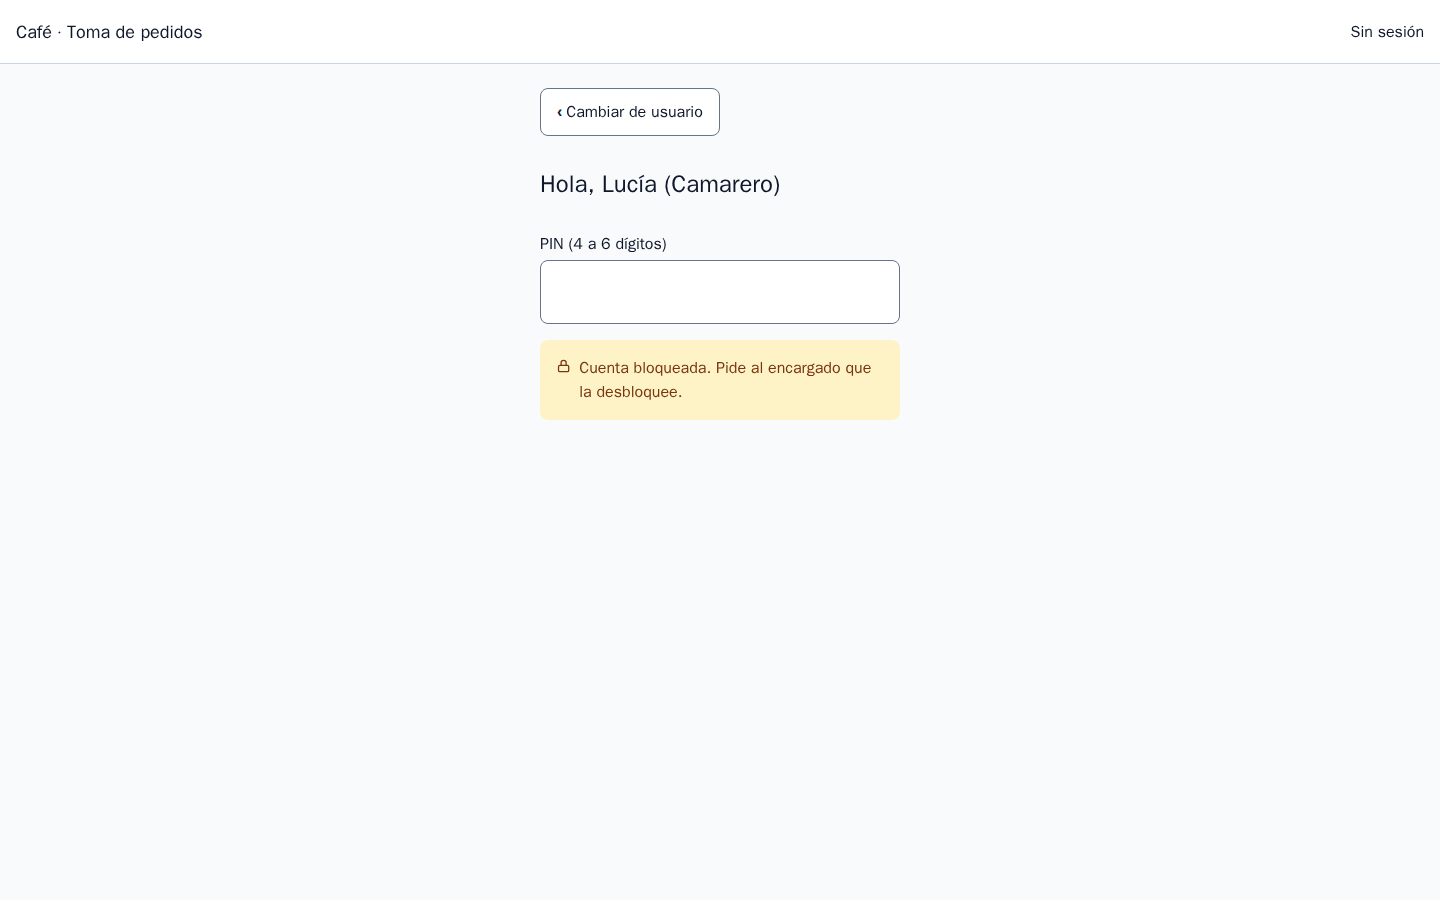 Café · Toma de pedidos
Sin sesión
‹ Cambiar de usuario
Hola, Lucía (Camarero)
PIN (4 a 6 dígitos)
Cuenta bloqueada. Pide al encargado que
la desbloquee.